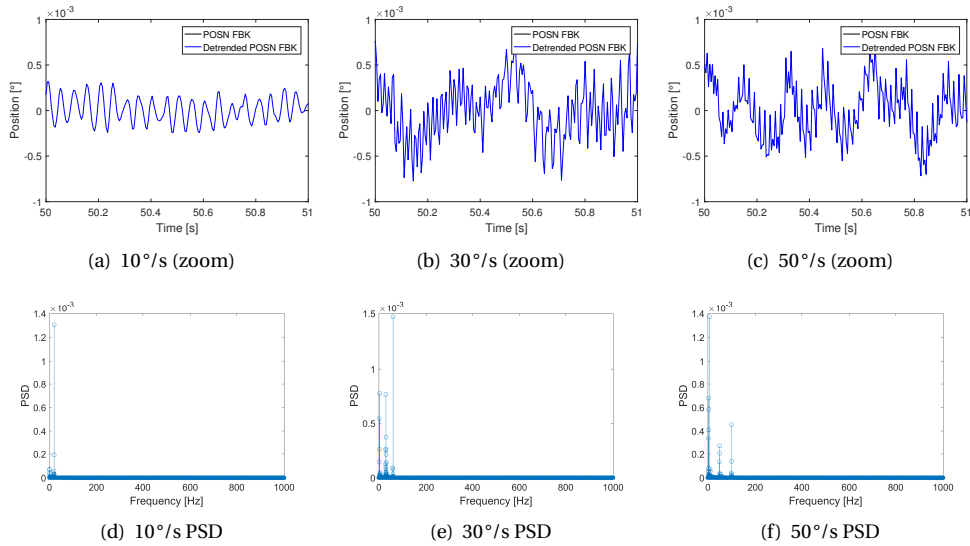 ×10⁻³
1
0.5
0
-0.5
-1
Position [°]
POSN FBK
Detrended POSN FBK
50 50.2 50.4 50.6 50.8 51
Time [s]
(a) 10°/s (zoom)
×10⁻³
1
0.5
0
-0.5
-1
Position [°]
POSN FBK
Detrended POSN FBK
50 50.2 50.4 50.6 50.8 51
Time [s]
(b) 30°/s (zoom)
×10⁻³
1
0.5
0
-0.5
-1
Position [°]
POSN FBK
Detrended POSN FBK
50 50.2 50.4 50.6 50.8 51
Time [s]
(c) 50°/s (zoom)
×10⁻³
1.4
1.2
1
0.8
0.6
0.4
0.2
0
PSD
0 200 400 600 800 1000
Frequency [Hz]
(d) 10°/s PSD
×10⁻³
1.5
1
0.5
0
PSD
0 200 400 600 800 1000
Frequency [Hz]
(e) 30°/s PSD
×10⁻³
1.4
1.2
1
0.8
0.6
0.4
0.2
0
PSD
0 200 400 600 800 1000
Frequency [Hz]
(f) 50°/s PSD